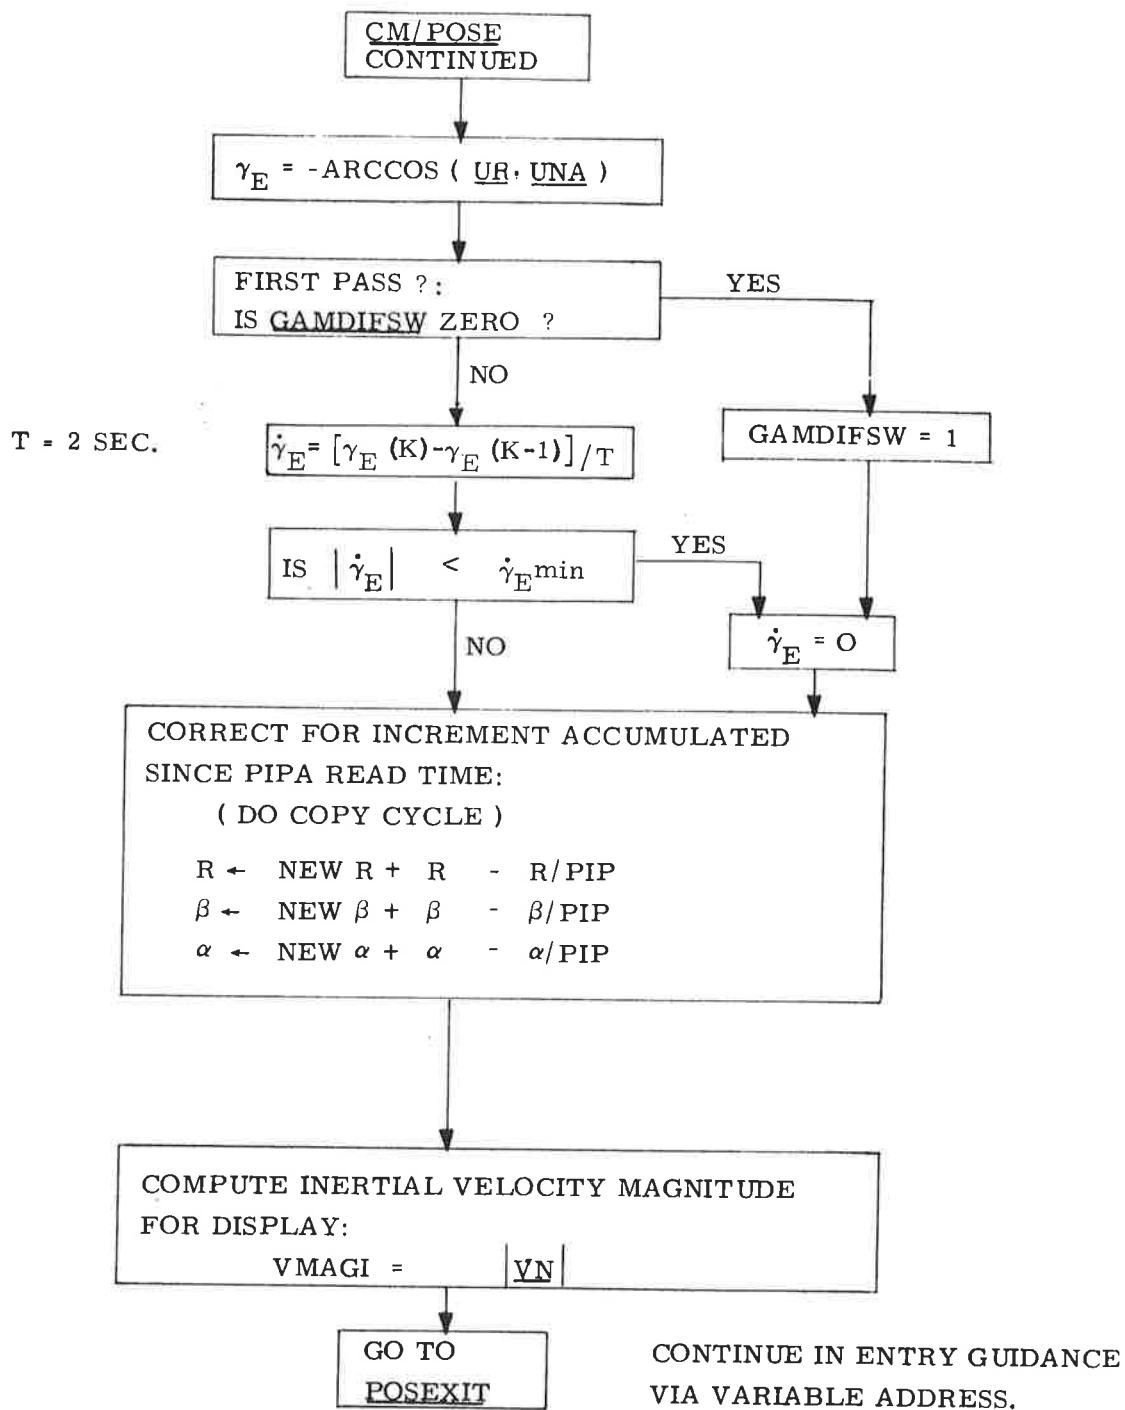 CM/POSE
CONTINUED
γE = -ARCCOS ( UR · UNA )
FIRST PASS ?:
IS GAMDIFSW ZERO ?
YES
NO
T = 2 SEC.
γ̇E = [γE (K)-γE (K-1)]/T
GAMDIFSW = 1
IS |γ̇E| < γ̇E min
YES
NO
γ̇E = O
CORRECT FOR INCREMENT ACCUMULATED
SINCE PIPA READ TIME:
( DO COPY CYCLE )
R ← NEW R + R - R/PIP
β ← NEW β + β - β/PIP
α ← NEW α + α - α/PIP
COMPUTE INERTIAL VELOCITY MAGNITUDE
FOR DISPLAY:
VMAGI = |VN|
GO TO
POSEXIT
CONTINUE IN ENTRY GUIDANCE
VIA VARIABLE ADDRESS.